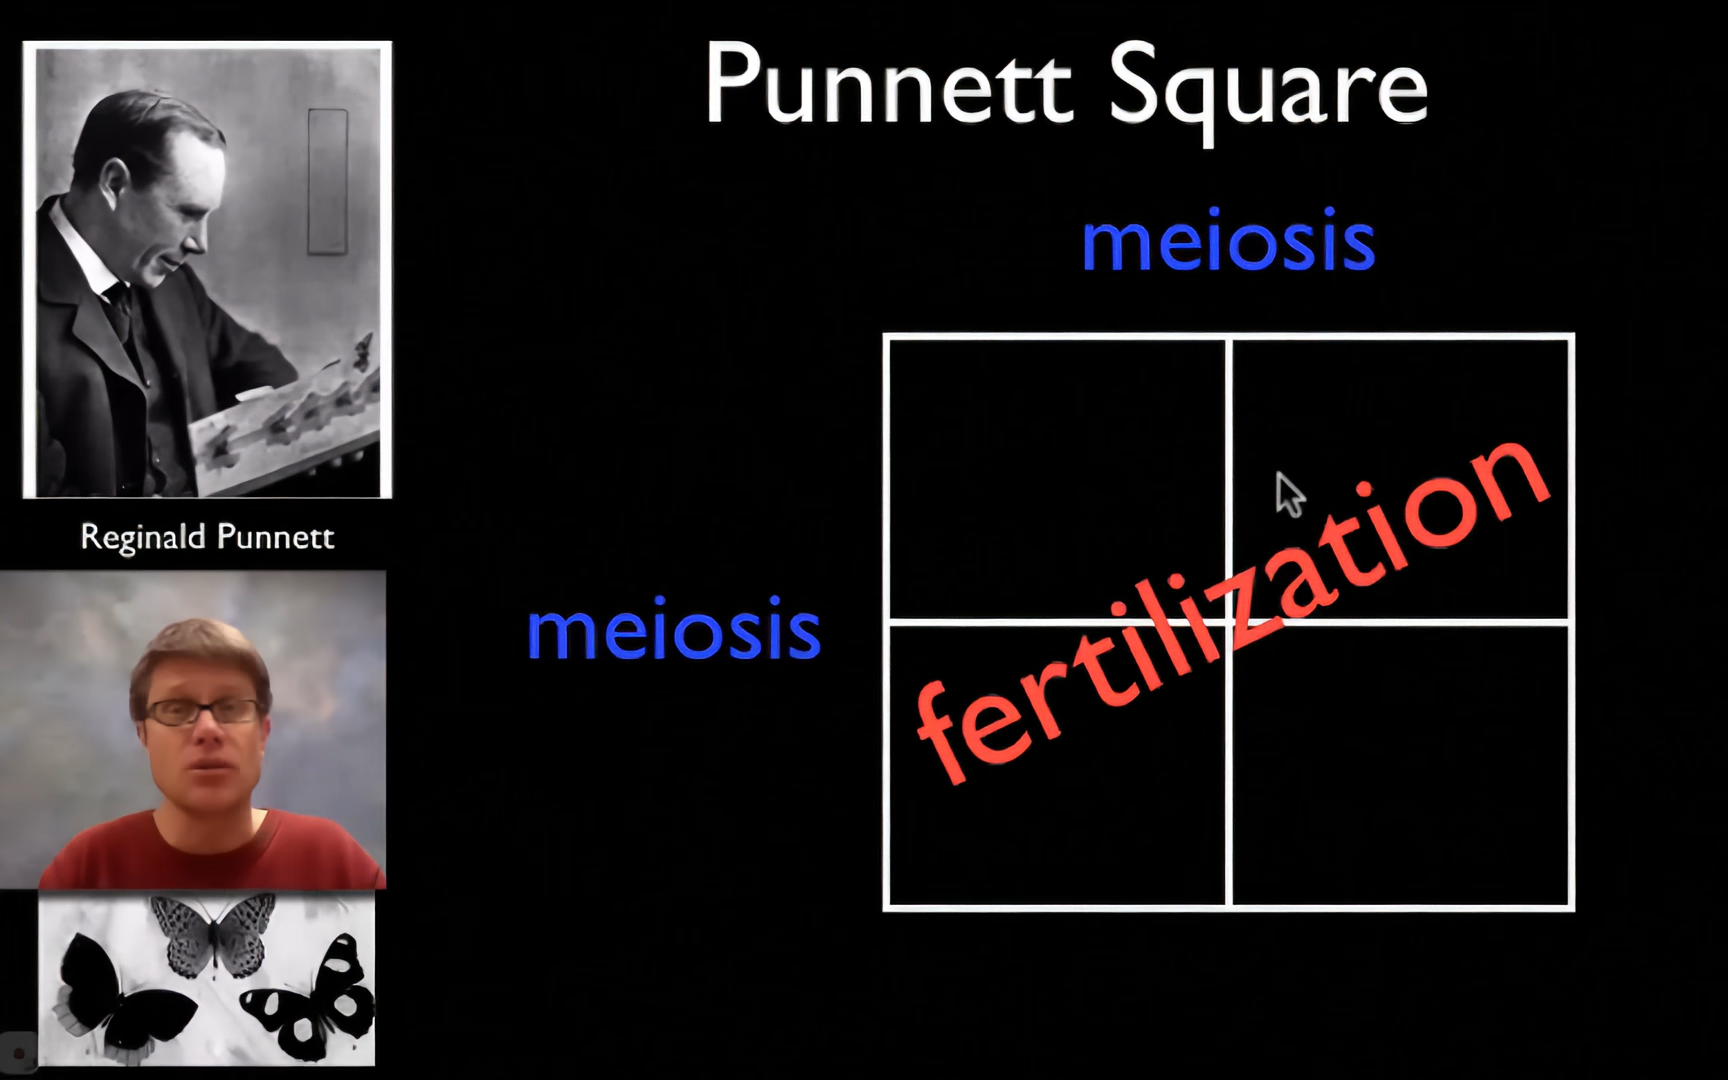 Punnett Square
meiosis
Reginald Punnett
meiosis
fertilization